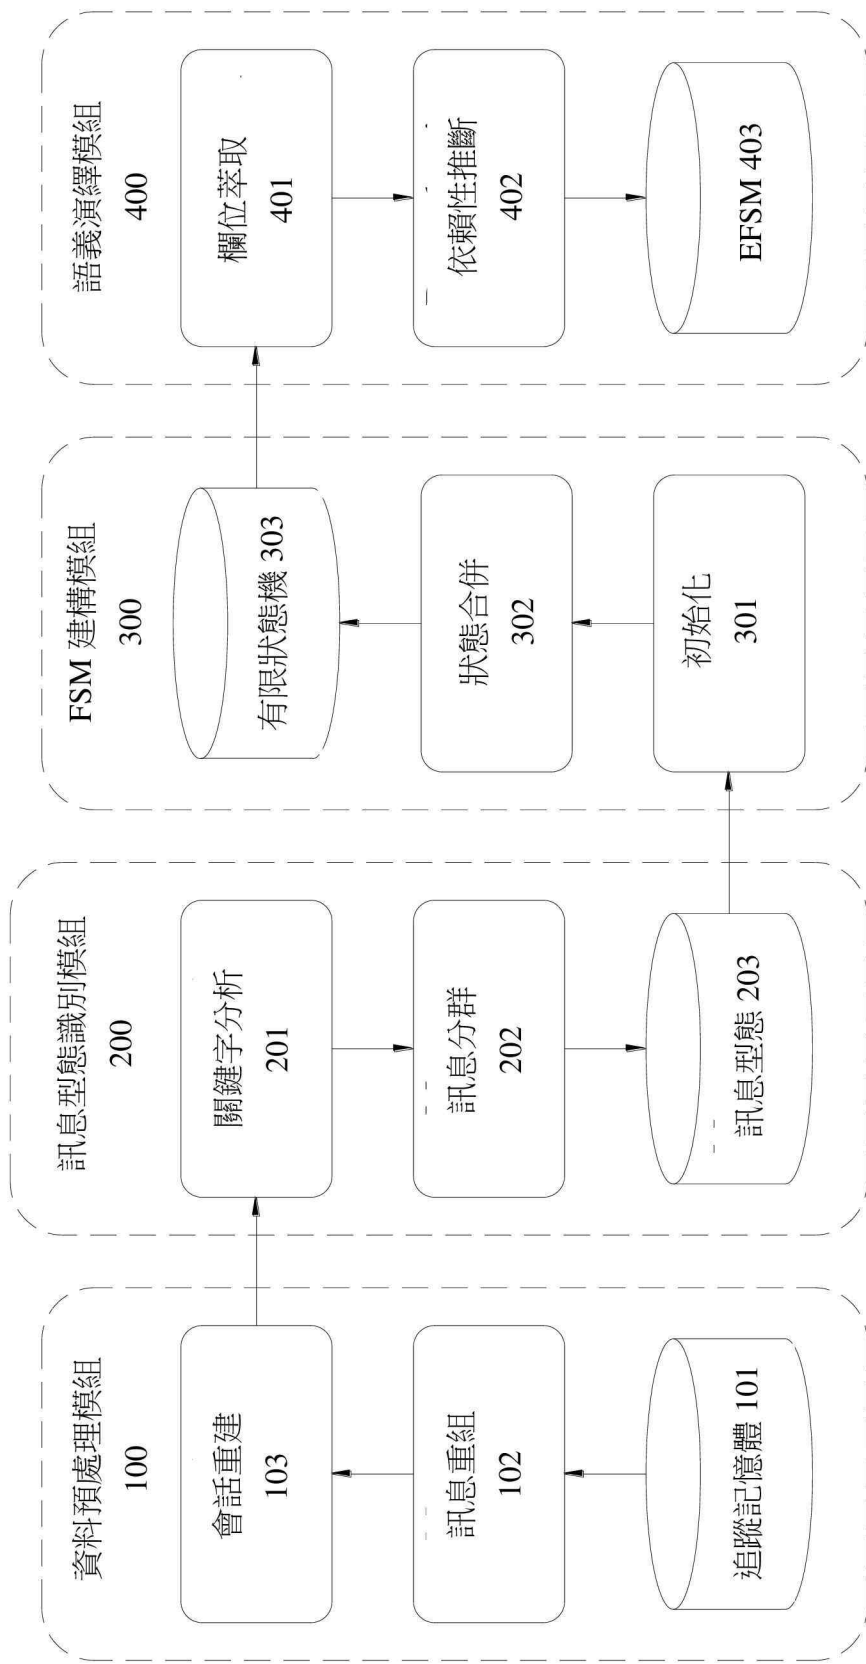 資料預處理模組
100
會話重建
103
訊息重組
102
追蹤記憶體 101
訊息型態識別模組
200
關鍵字分析
201
訊息分群
202
訊息型態 203
FSM 建構模組
300
有限狀態機 303
狀態合併
302
初始化
301
語義演繹模組
400
欄位萃取
401
依賴性推斷
402
EFSM 403